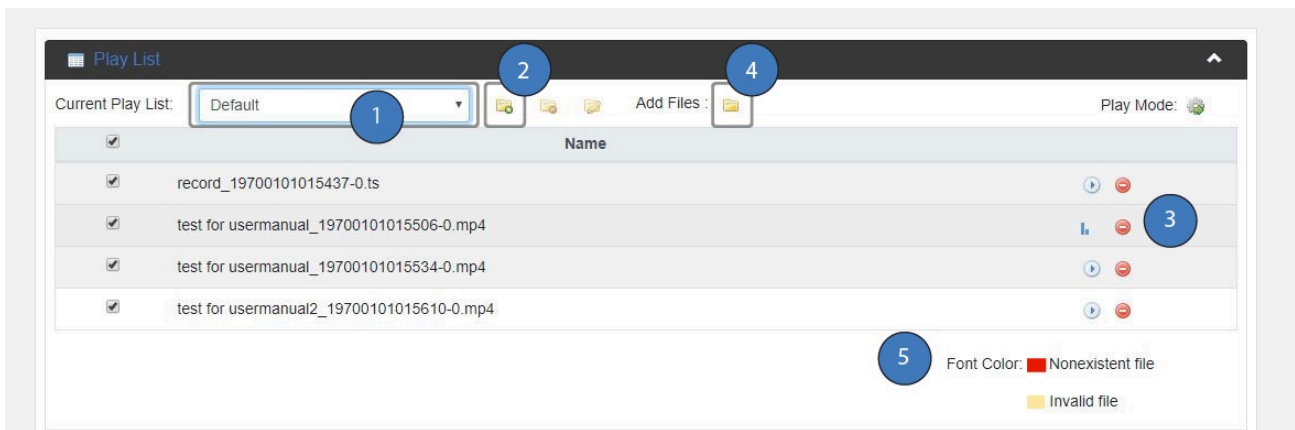 Play List
2
4
Current Play List: Default 1 Add Files : Play Mode:
Name
record_19700101015437-0.ts
test for usermanual_19700101015506-0.mp4 3
test for usermanual_19700101015534-0.mp4
test for usermanual2_19700101015610-0.mp4
5 Font Color: Nonexistent file
Invalid file